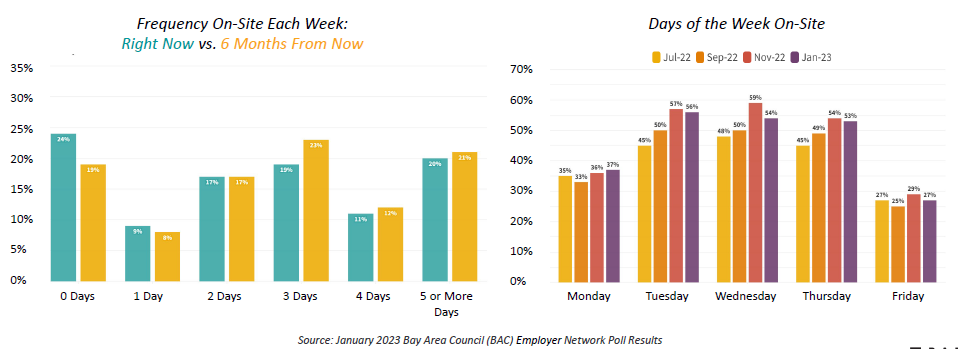 Frequency On-Site Each Week:
Right Now vs. 6 Months From Now
35%
30%
25%
20%
15%
10%
5%
0%
24%
19%
9%
8%
17%
17%
19%
23%
11%
12%
20%
21%
0 Days
1 Day
2 Days
3 Days
4 Days
5 or More
Days
Days of the Week On-Site
Jul-22 Sep-22 Nov-22 Jan-23
70%
60%
50%
40%
30%
20%
10%
0%
35%
33%
36%
37%
45%
50%
57%
56%
48%
50%
59%
54%
45%
49%
54%
53%
27%
25%
29%
27%
Monday
Tuesday
Wednesday
Thursday
Friday
Source: January 2023 Bay Area Council (BAC) Employer Network Poll Results